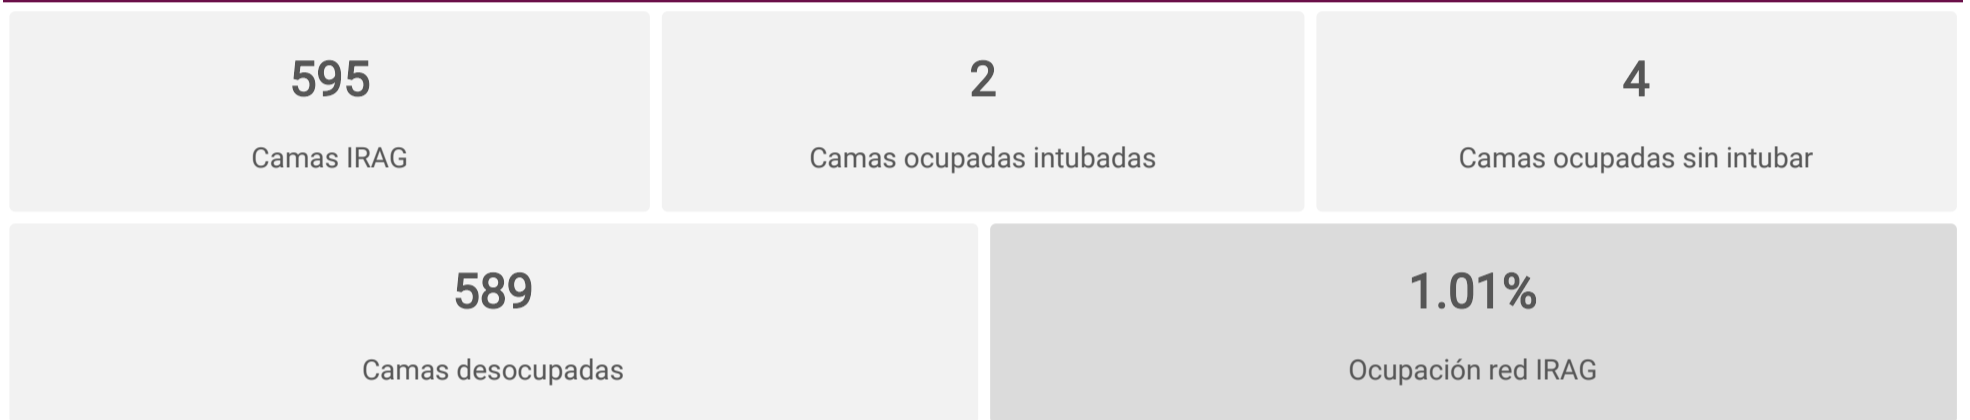 595
Camas IRAG
2
Camas ocupadas intubadas
4
Camas ocupadas sin intubar
589
Camas desocupadas
1.01%
Ocupación red IRAG